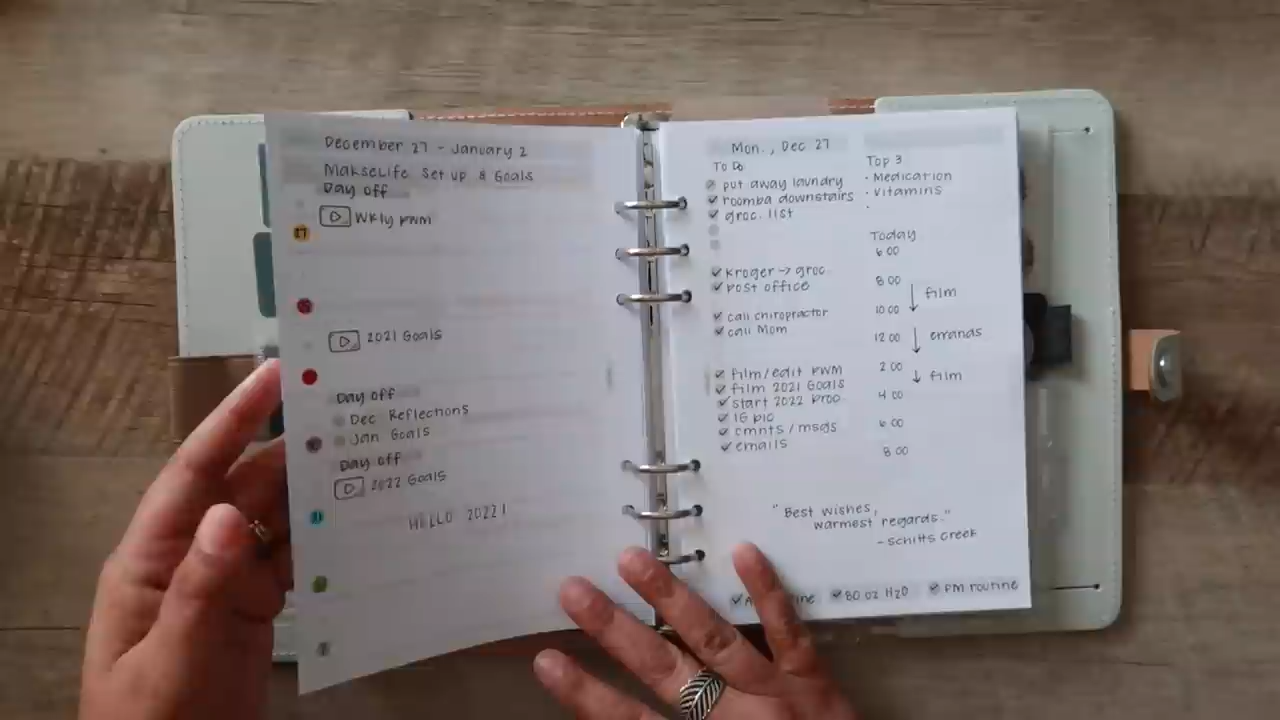 December 27 - January 2
MakseLife set up & Goals
Day off
Wkly PWM
27
2021 Goals
Day off
Dec Reflections
Jan Goals
Day off
2022 Goals
HELLO 2022!
31
Mon., Dec 27
To Do
put away laundry
roomba downstairs
groc. list
Kroger → groc.
post office
call chiropractor
call Mom
film/edit PWM
film 2021 Goals
start 2022 proc.
IG pic
cmnts / msgs
emails
Top 3
· Medication
· Vitamins
·
Today
6:00
8:00
film
10:00
12:00
errands
2:00
film
4:00
6:00
8:00
"Best wishes,
warmest regards."
- Schitts Creek
80 oz H2O
PM routine